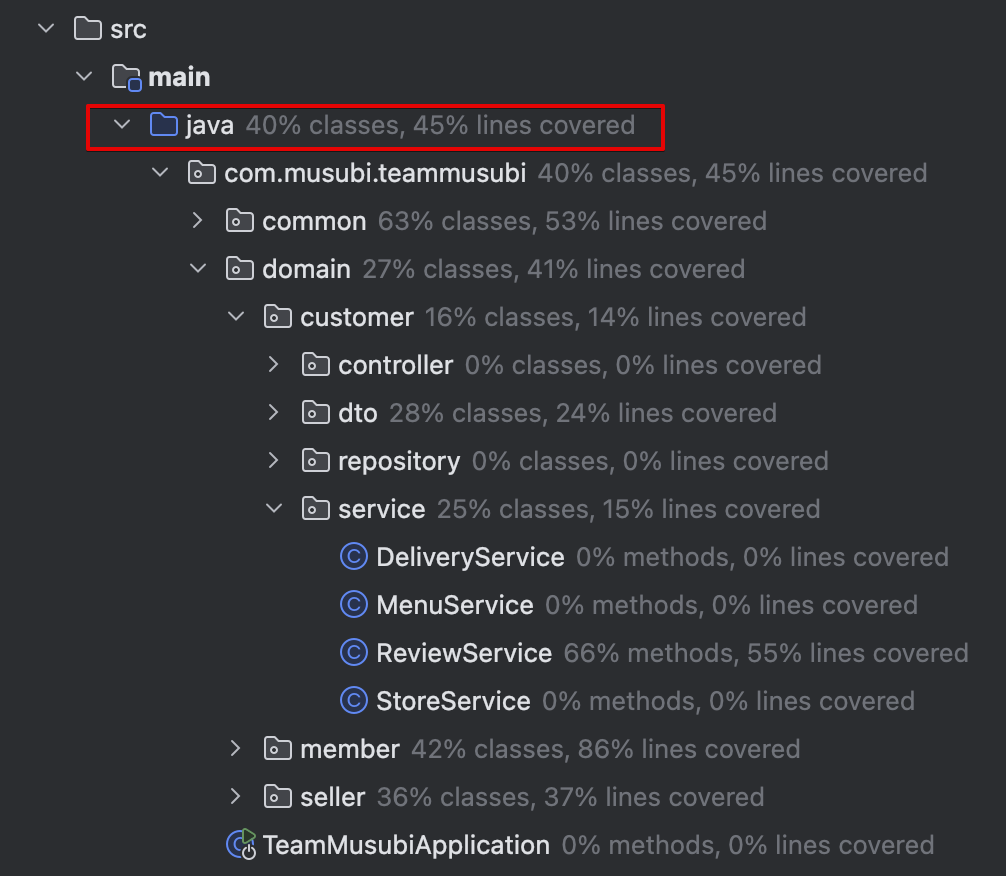 src
main
java 40% classes, 45% lines covered
com.musubi.teammusubi 40% classes, 45% lines covered
common 63% classes, 53% lines covered
domain 27% classes, 41% lines covered
customer 16% classes, 14% lines covered
controller 0% classes, 0% lines covered
dto 28% classes, 24% lines covered
repository 0% classes, 0% lines covered
service 25% classes, 15% lines covered
DeliveryService 0% methods, 0% lines covered
MenuService 0% methods, 0% lines covered
ReviewService 66% methods, 55% lines covered
StoreService 0% methods, 0% lines covered
member 42% classes, 86% lines covered
seller 36% classes, 37% lines covered
TeamMusubiApplication 0% methods, 0% lines covered